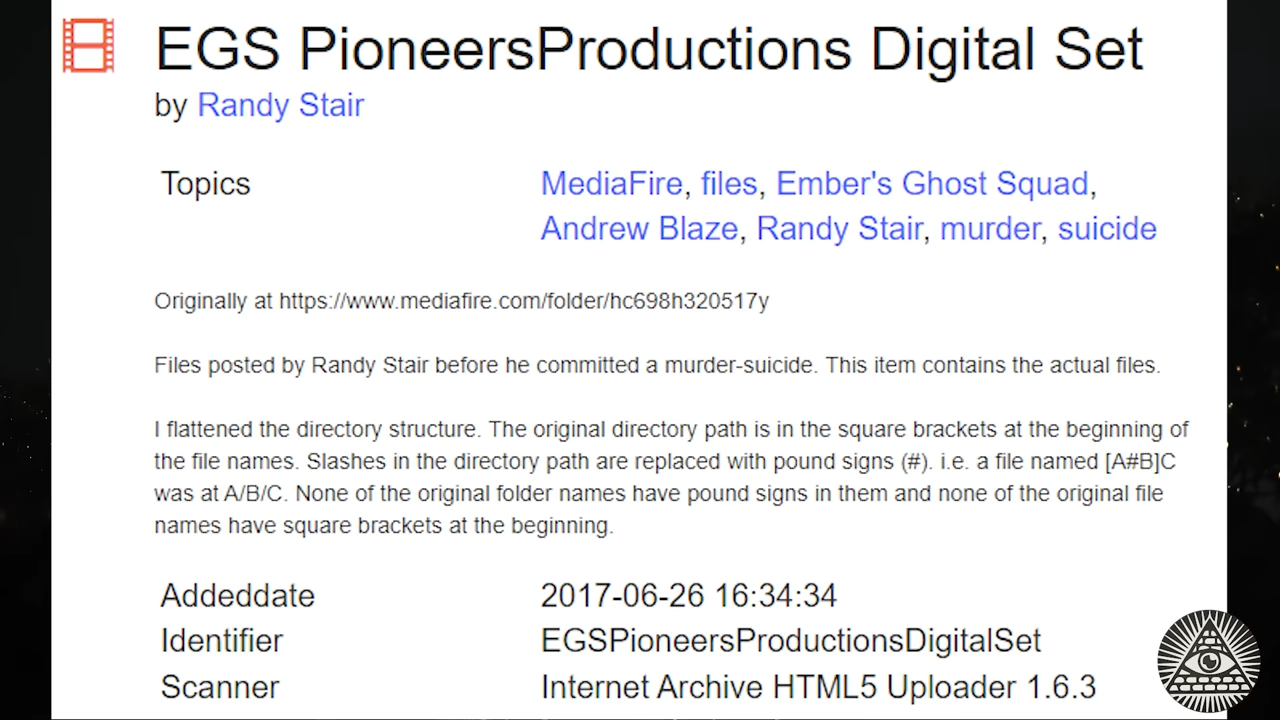 EGS PioneersProductions Digital Set
by Randy Stair
Topics MediaFire, files, Ember's Ghost Squad,
Andrew Blaze, Randy Stair, murder, suicide
Originally at https://www.mediafire.com/folder/hc698h320517y
Files posted by Randy Stair before he committed a murder-suicide. This item contains the actual files.
I flattened the directory structure. The original directory path is in the square brackets at the beginning of
the file names. Slashes in the directory path are replaced with pound signs (#). i.e. a file named [A#B]C
was at A/B/C. None of the original folder names have pound signs in them and none of the original file
names have square brackets at the beginning.
Addeddate 2017-06-26 16:34:34
Identifier EGSPioneersProductionsDigitalSet
Scanner Internet Archive HTML5 Uploader 1.6.3